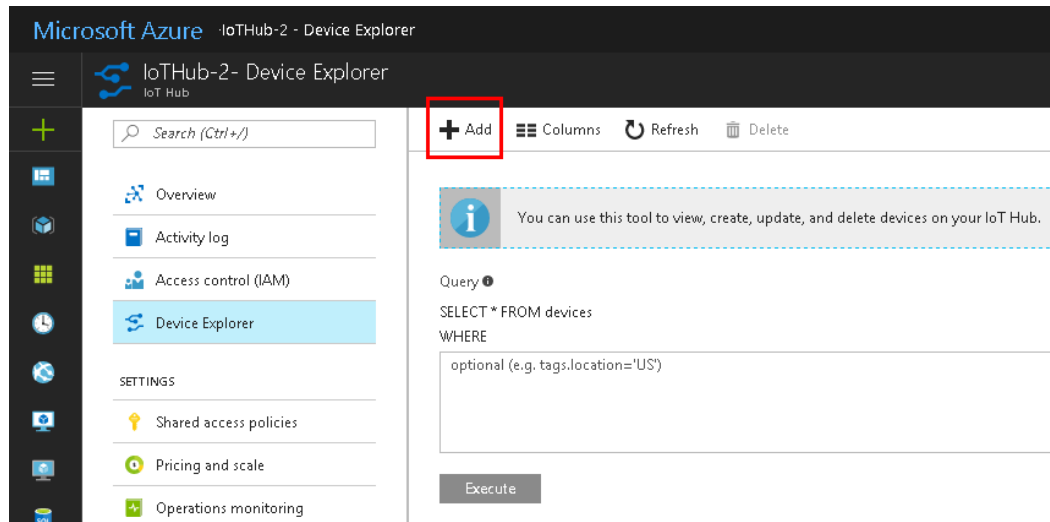 Microsoft Azure IoTHub-2 - Device Explorer
IoTHub-2- Device Explorer
IoT Hub
Search (Ctrl+/)
Overview
Activity log
Access control (IAM)
Device Explorer
SETTINGS
Shared access policies
Pricing and scale
Operations monitoring
Add Columns Refresh Delete
You can use this tool to view, create, update, and delete devices on your IoT Hub.
Query
SELECT * FROM devices
WHERE
optional (e.g. tags.location='US')
Execute